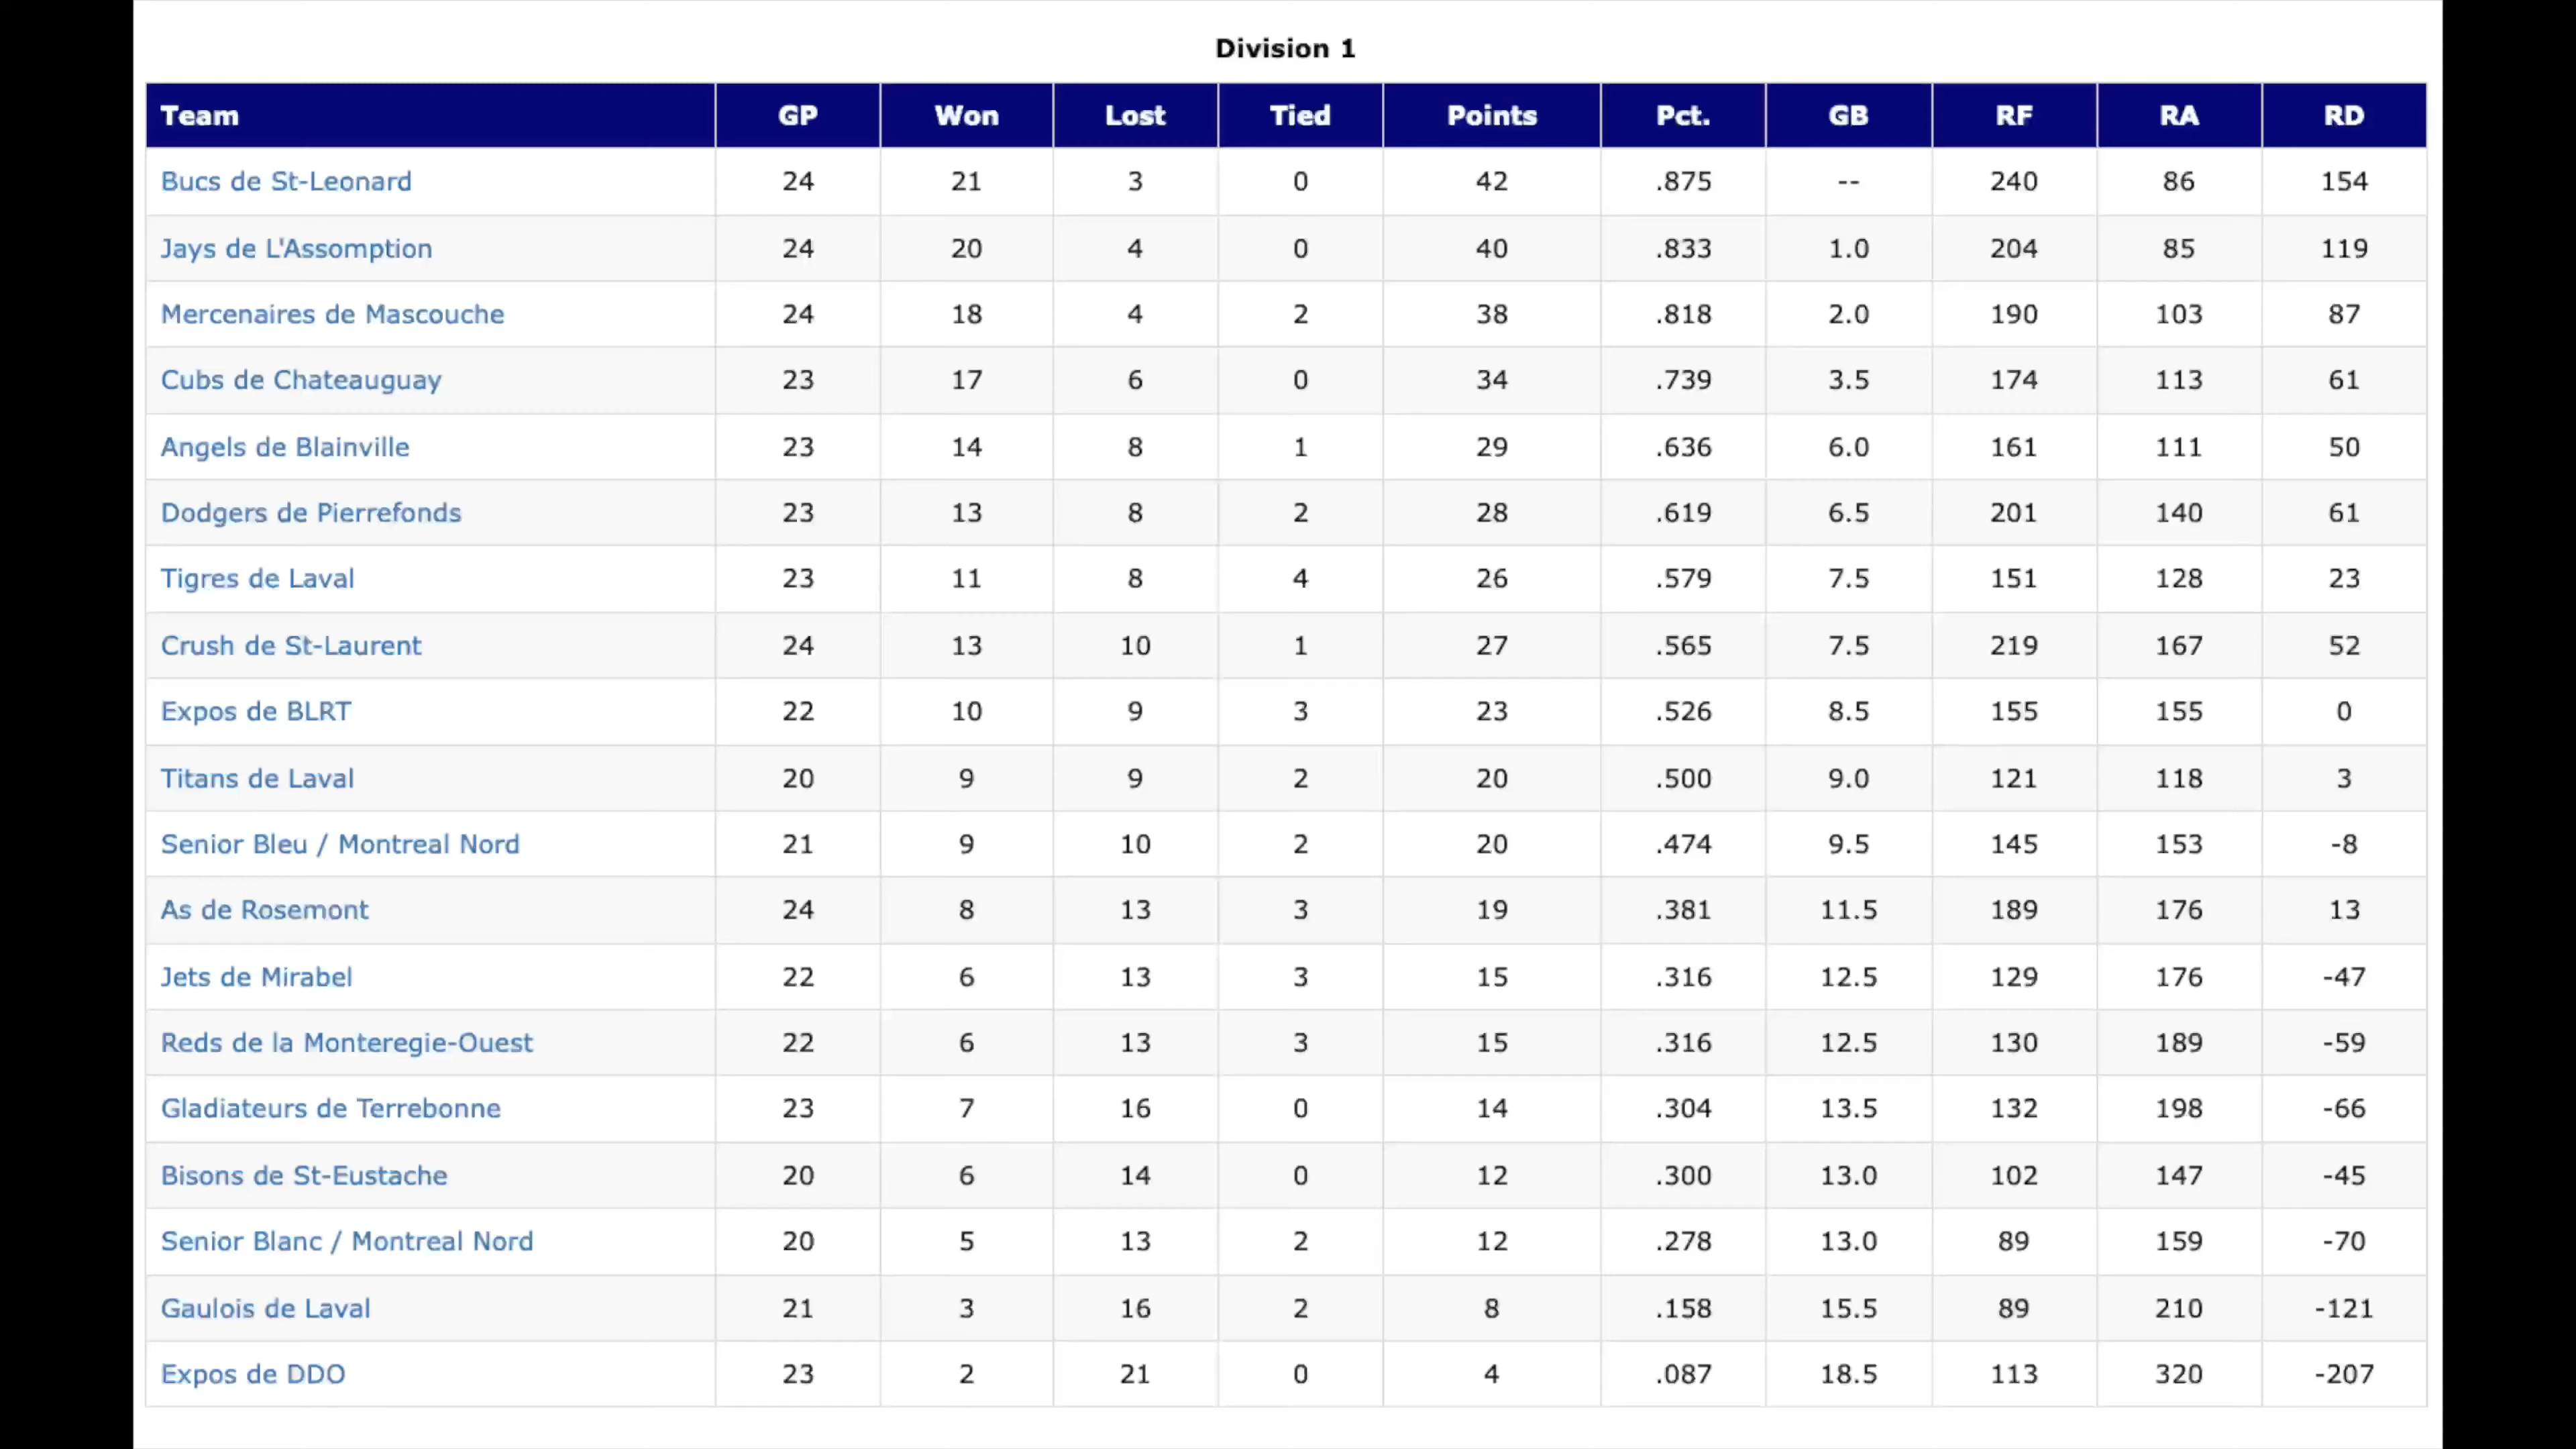 Division 1
Team GP Won Lost Tied Points Pct. GB RF RA RD
Bucs de St-Leonard 24 21 3 0 42 .875 -- 240 86 154
Jays de L'Assomption 24 20 4 0 40 .833 1.0 204 85 119
Mercenaires de Mascouche 24 18 4 2 38 .818 2.0 190 103 87
Cubs de Chateauguay 23 17 6 0 34 .739 3.5 174 113 61
Angels de Blainville 23 14 8 1 29 .636 6.0 161 111 50
Dodgers de Pierrefonds 23 13 8 2 28 .619 6.5 201 140 61
Tigres de Laval 23 11 8 4 26 .579 7.5 151 128 23
Crush de St-Laurent 24 13 10 1 27 .565 7.5 219 167 52
Expos de BLRT 22 10 9 3 23 .526 8.5 155 155 0
Titans de Laval 20 9 9 2 20 .500 9.0 121 118 3
Senior Bleu / Montreal Nord 21 9 10 2 20 .474 9.5 145 153 -8
As de Rosemont 24 8 13 3 19 .381 11.5 189 176 13
Jets de Mirabel 22 6 13 3 15 .316 12.5 129 176 -47
Reds de la Monteregie-Ouest 22 6 13 3 15 .316 12.5 130 189 -59
Gladiateurs de Terrebonne 23 7 16 0 14 .304 13.5 132 198 -66
Bisons de St-Eustache 20 6 14 0 12 .300 13.0 102 147 -45
Senior Blanc / Montreal Nord 20 5 13 2 12 .278 13.0 89 159 -70
Gaulois de Laval 21 3 16 2 8 .158 15.5 89 210 -121
Expos de DDO 23 2 21 0 4 .087 18.5 113 320 -207